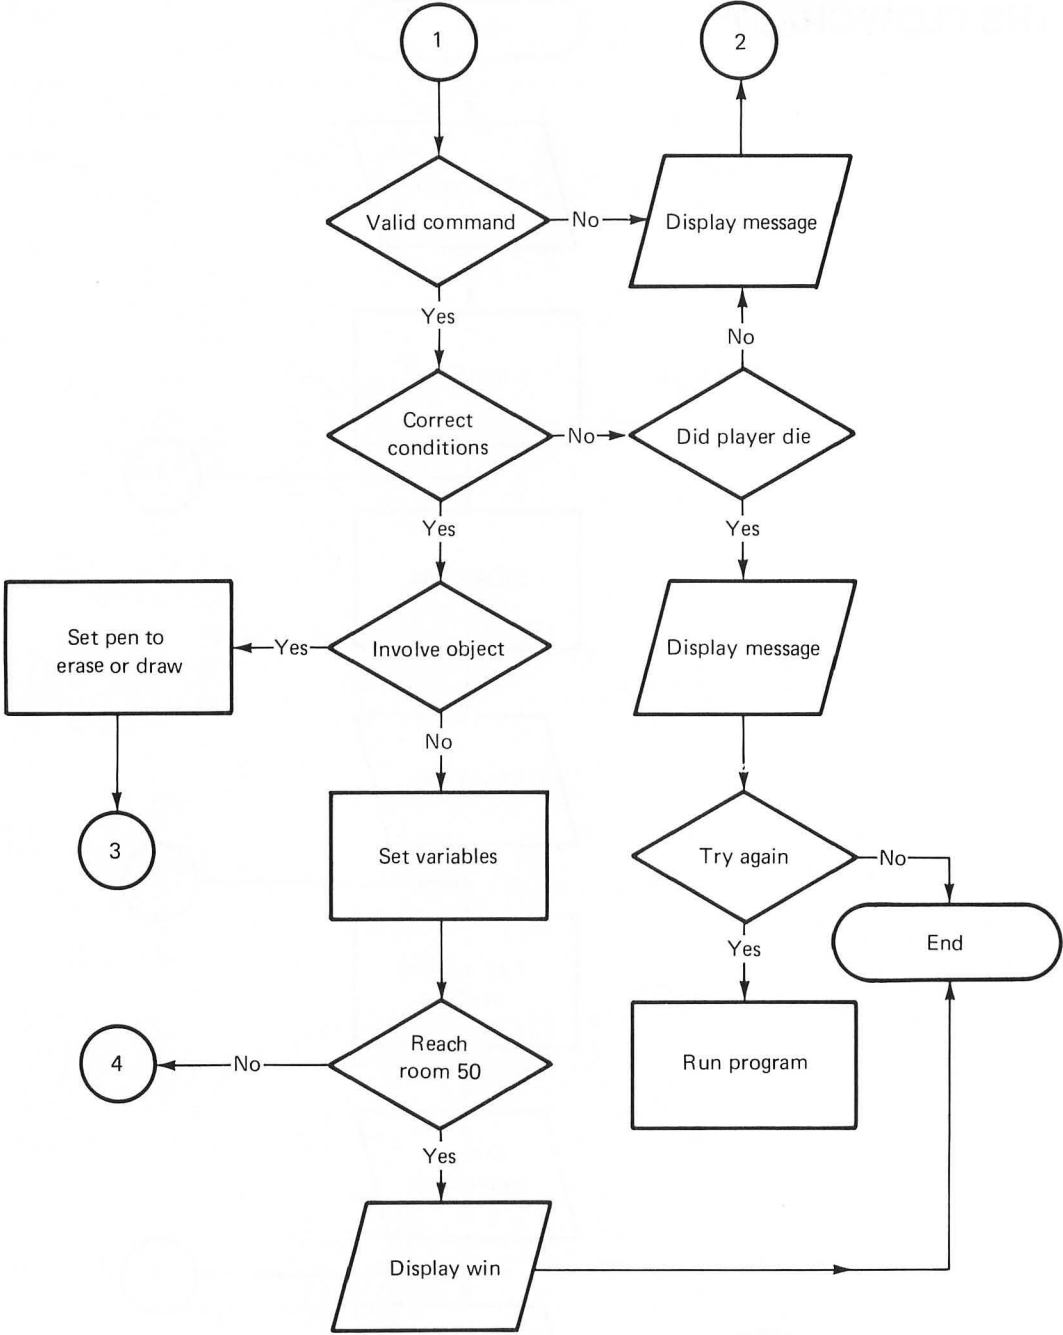 1
2
Valid command
No
Display message
Yes
No
Correct
conditions
No
Did player die
Yes
Yes
Set pen to
erase or draw
Yes
Involve object
Display message
No
3
Set variables
Try again
No
Yes
End
4
No
Reach
room 50
Run program
Yes
Display win